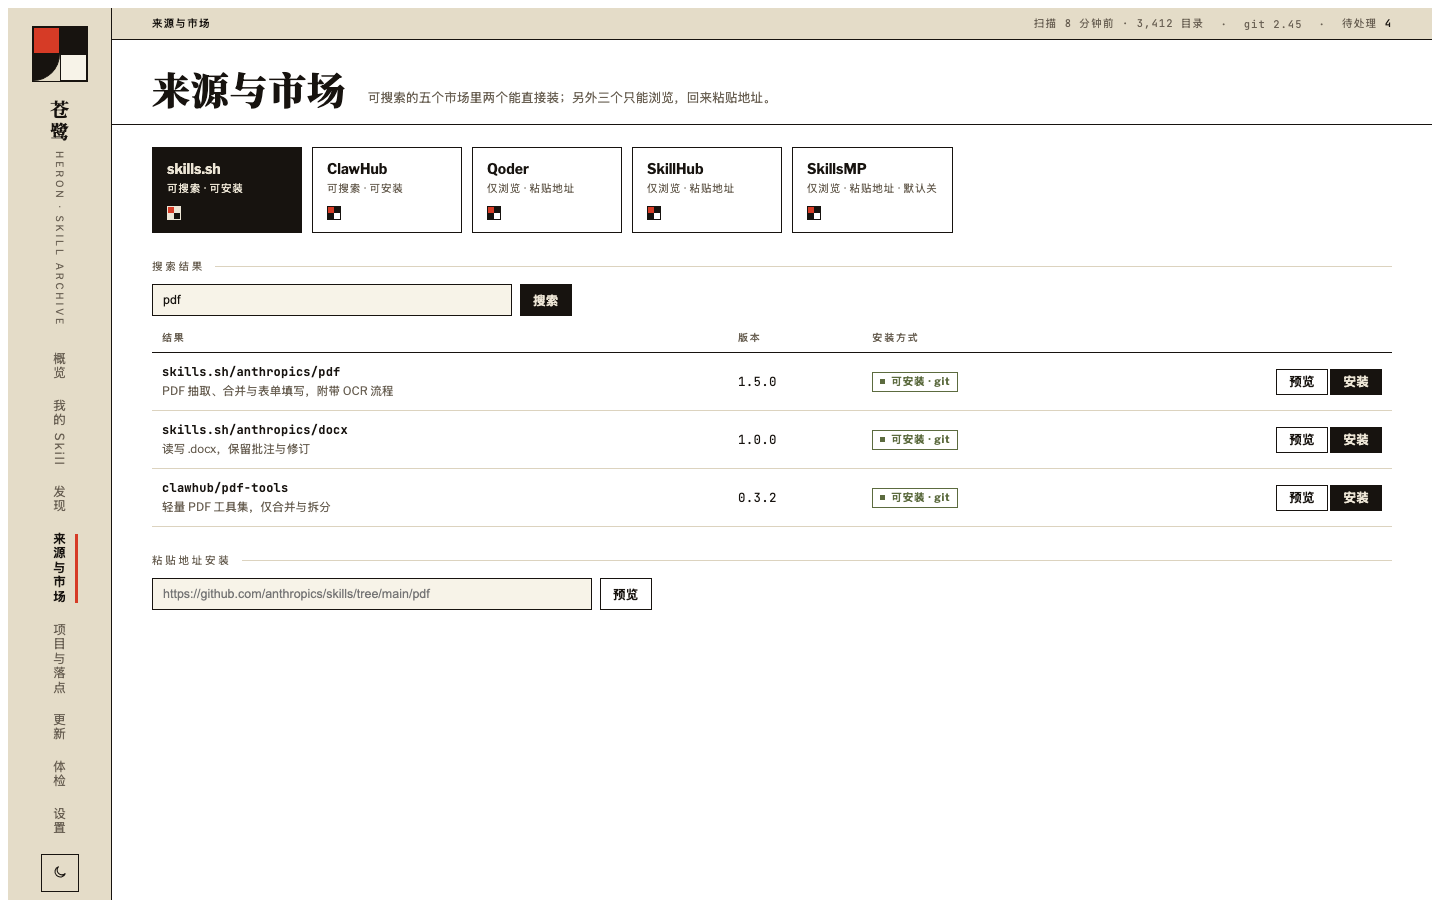 苍鹭
HERON · SKILL ARCHIVE
概览
我的 Skill
发现
来源与市场
项目与落点
更新
体检
设置
来源与市场
扫描 8 分钟前 · 3,412 目录 · git 2.45 · 待处理 4
来源与市场
可搜索的五个市场里两个能直接装；另外三个只能浏览，回来粘贴地址。
skills.sh
可搜索 · 可安装
ClawHub
可搜索 · 可安装
Qoder
仅浏览 · 粘贴地址
SkillHub
仅浏览 · 粘贴地址
SkillsMP
仅浏览 · 粘贴地址 · 默认关
搜索结果
pdf
搜索
结果 版本 安装方式
skills.sh/anthropics/pdf
PDF 抽取、合并与表单填写，附带 OCR 流程
1.5.0
可安装 · git
预览 安装
skills.sh/anthropics/docx
读写 .docx，保留批注与修订
1.0.0
可安装 · git
预览 安装
clawhub/pdf-tools
轻量 PDF 工具集，仅合并与拆分
0.3.2
可安装 · git
预览 安装
粘贴地址安装
https://github.com/anthropics/skills/tree/main/pdf
预览